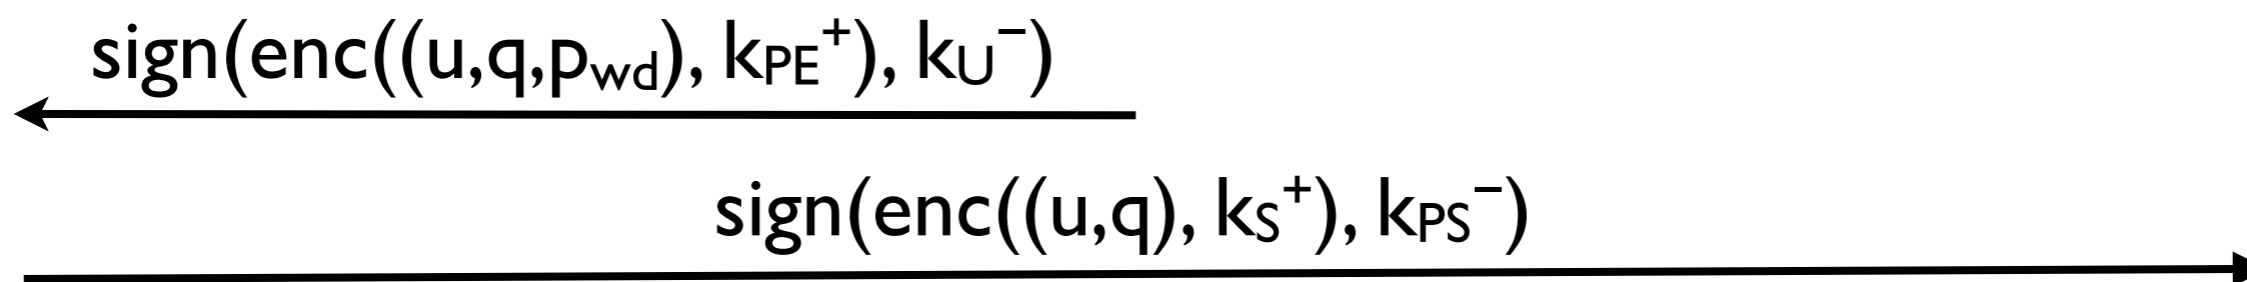 sign(enc((u,q,pwd), kPE+), kU−)
sign(enc((u,q), kS+), kPS−)